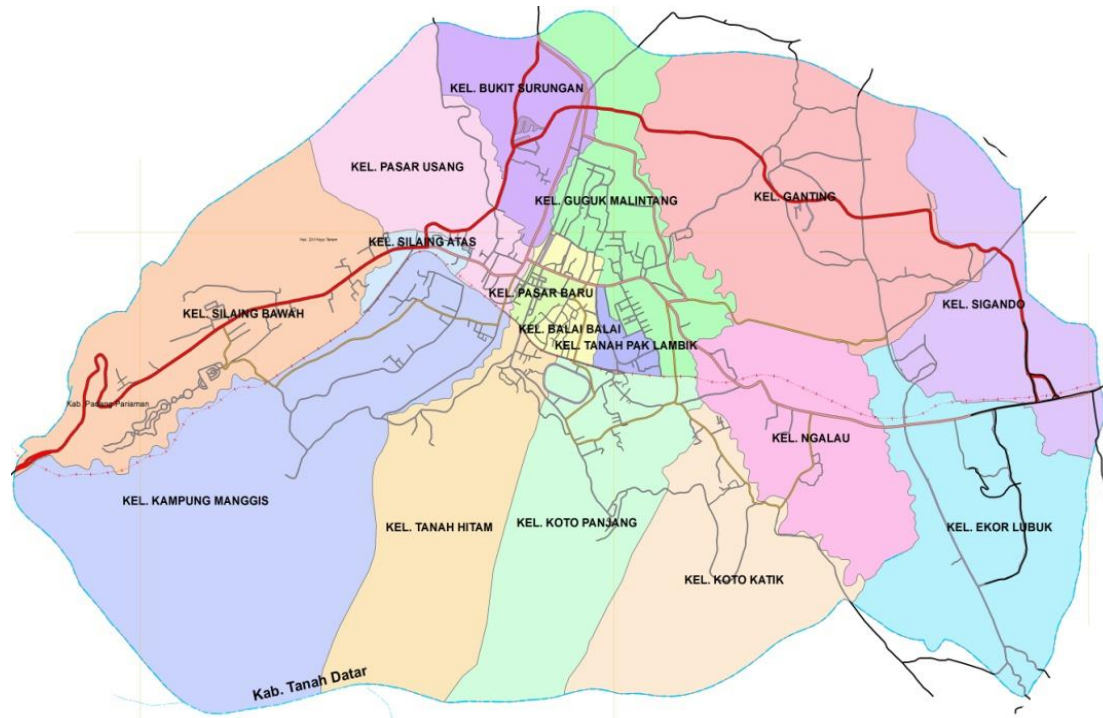 KEL. BUKIT SURUNGAN
KEL. PASAR USANG
KEL. GUGUK MALINTANG
KEL. GANTING
KEL. SILAING ATAS
KEL. PASAR BARU
KEL. SIGANDO
KEL. SILAING BAWAH
KEL. BALAI BALAI
KEL. TANAH PAK LAMBIK
Kab. Padang Pariaman
KEL. NGALAU
KEL. KAMPUNG MANGGIS
KEL. TANAH HITAM
KEL. KOTO PANJANG
KEL. EKOR LUBUK
KEL. KOTO KATIK
Kab. Tanah Datar